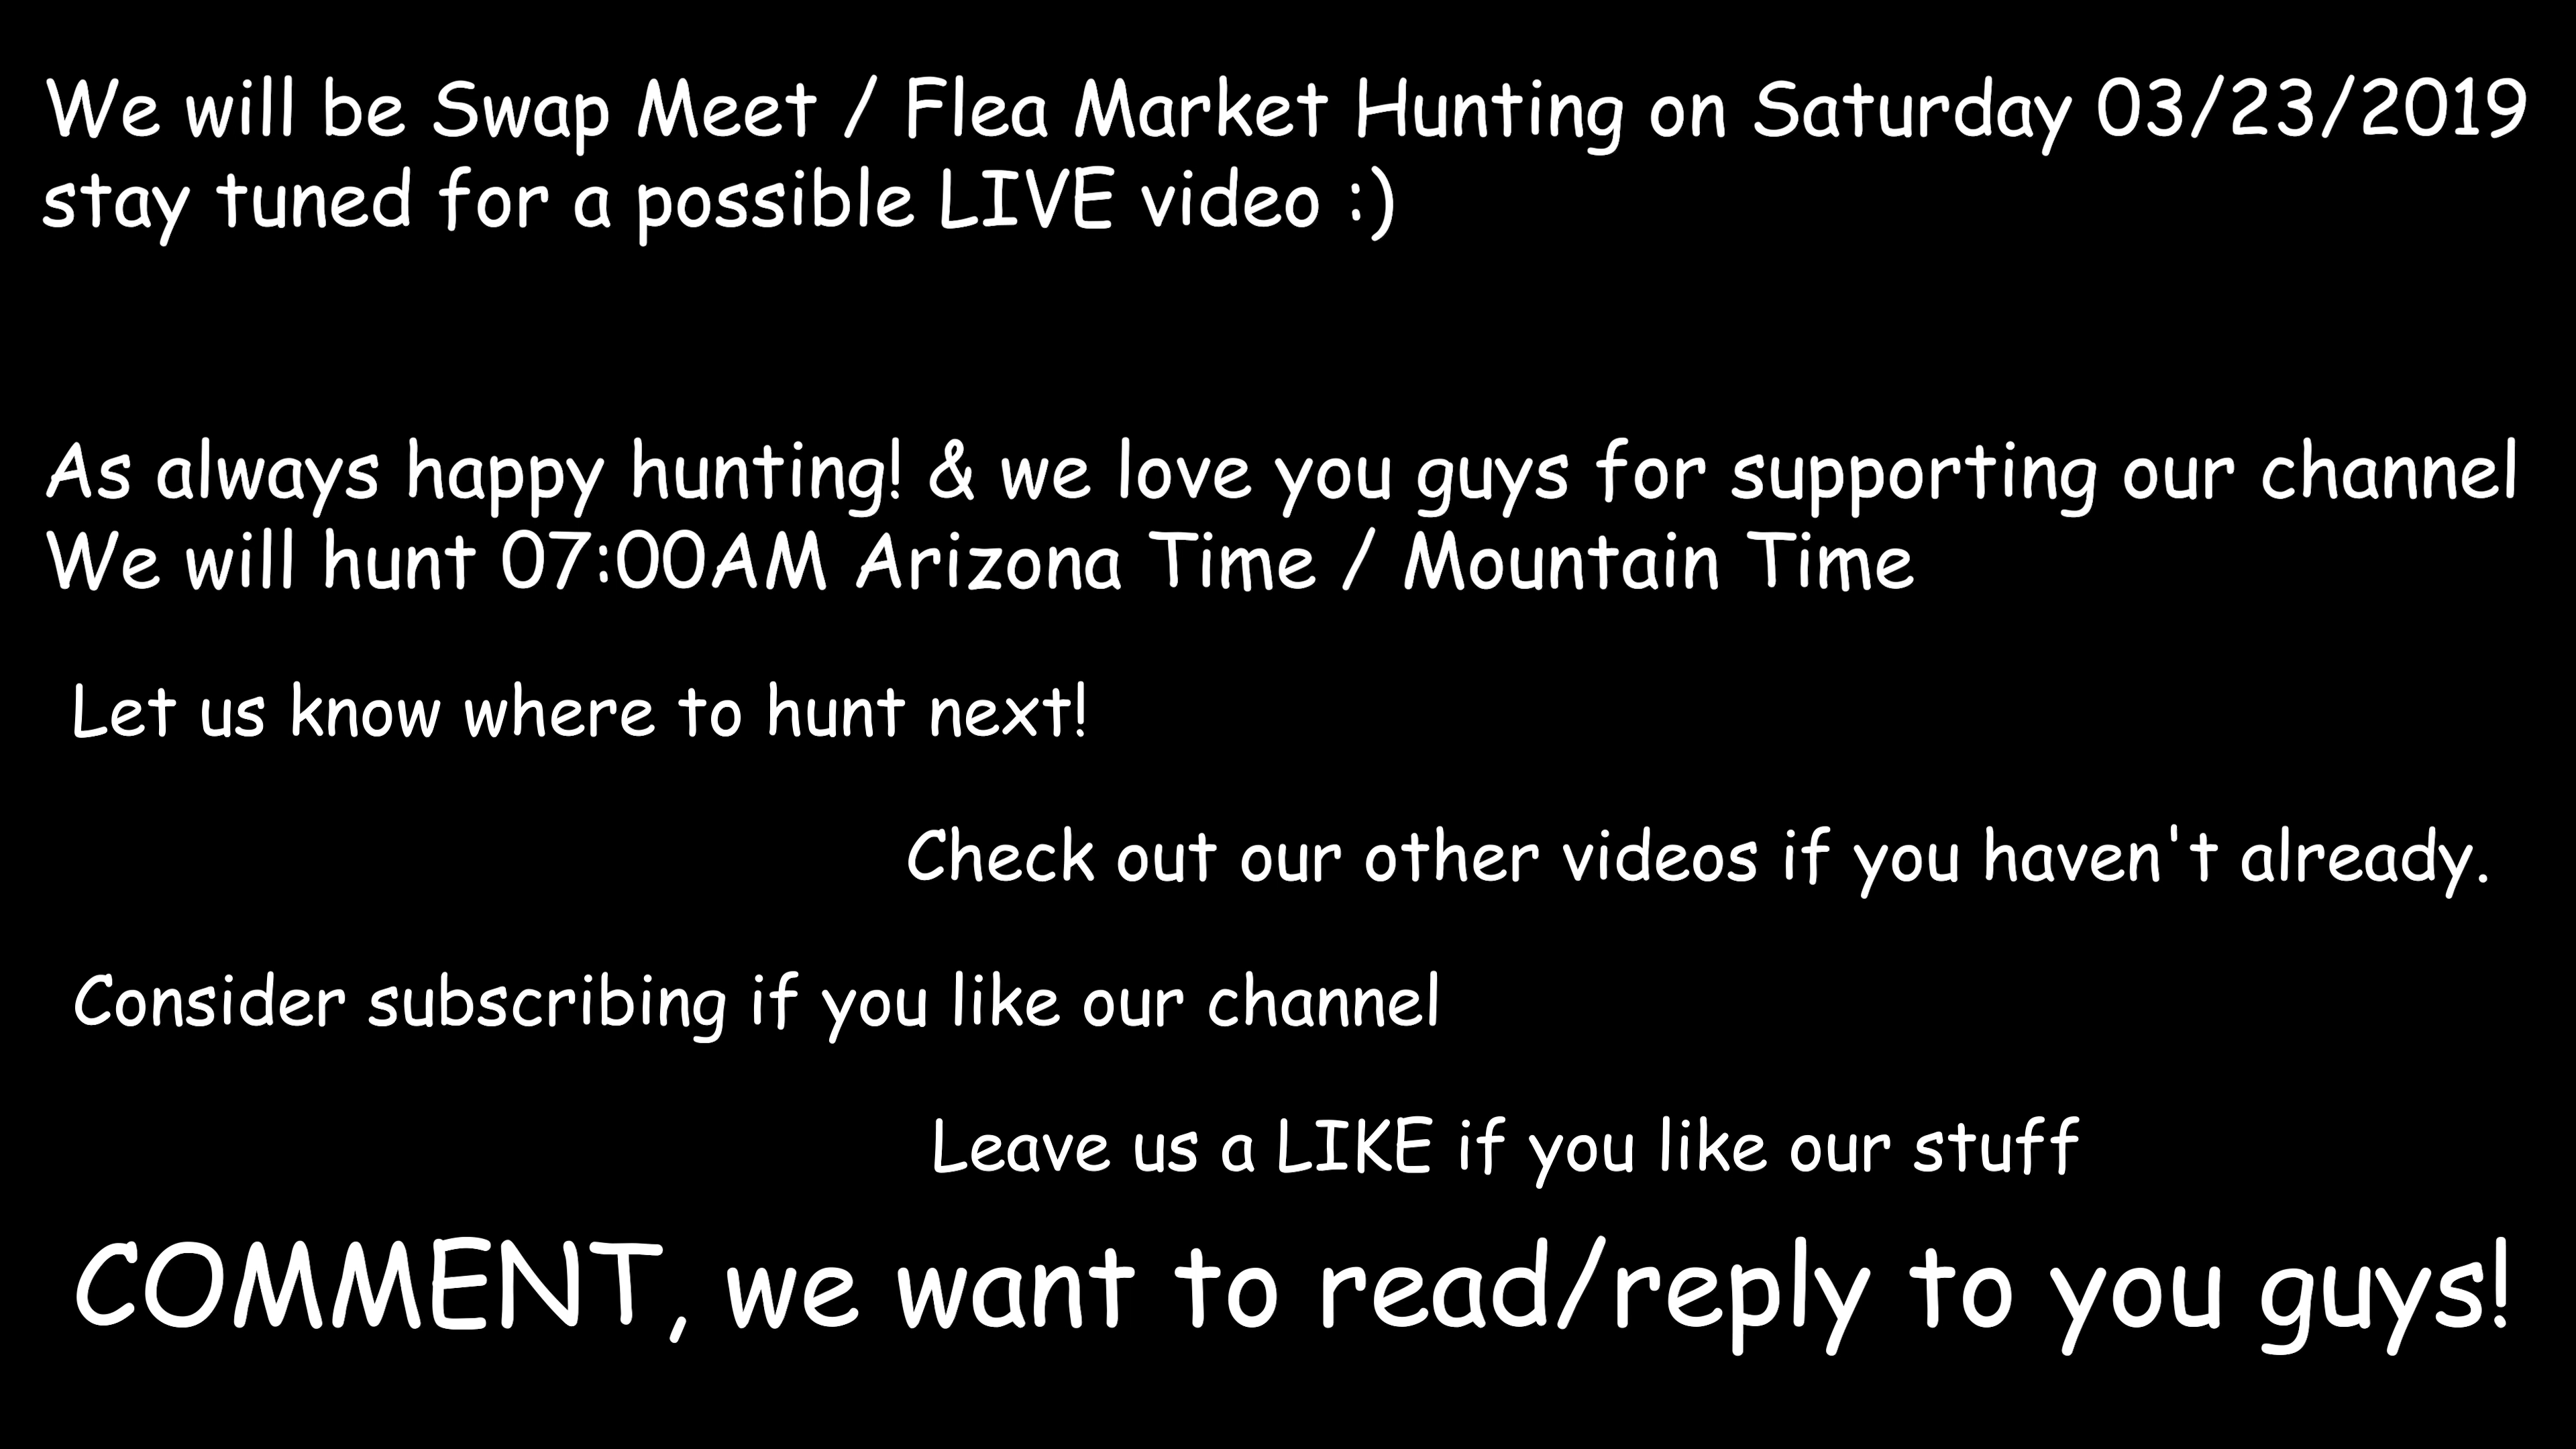 We will be Swap Meet / Flea Market Hunting on Saturday 03/23/2019
stay tuned for a possible LIVE video :)
As always happy hunting! & we love you guys for supporting our channel
We will hunt 07:00AM Arizona Time / Mountain Time
Let us know where to hunt next!
Check out our other videos if you haven't already.
Consider subscribing if you like our channel
Leave us a LIKE if you like our stuff
COMMENT, we want to read/reply to you guys!